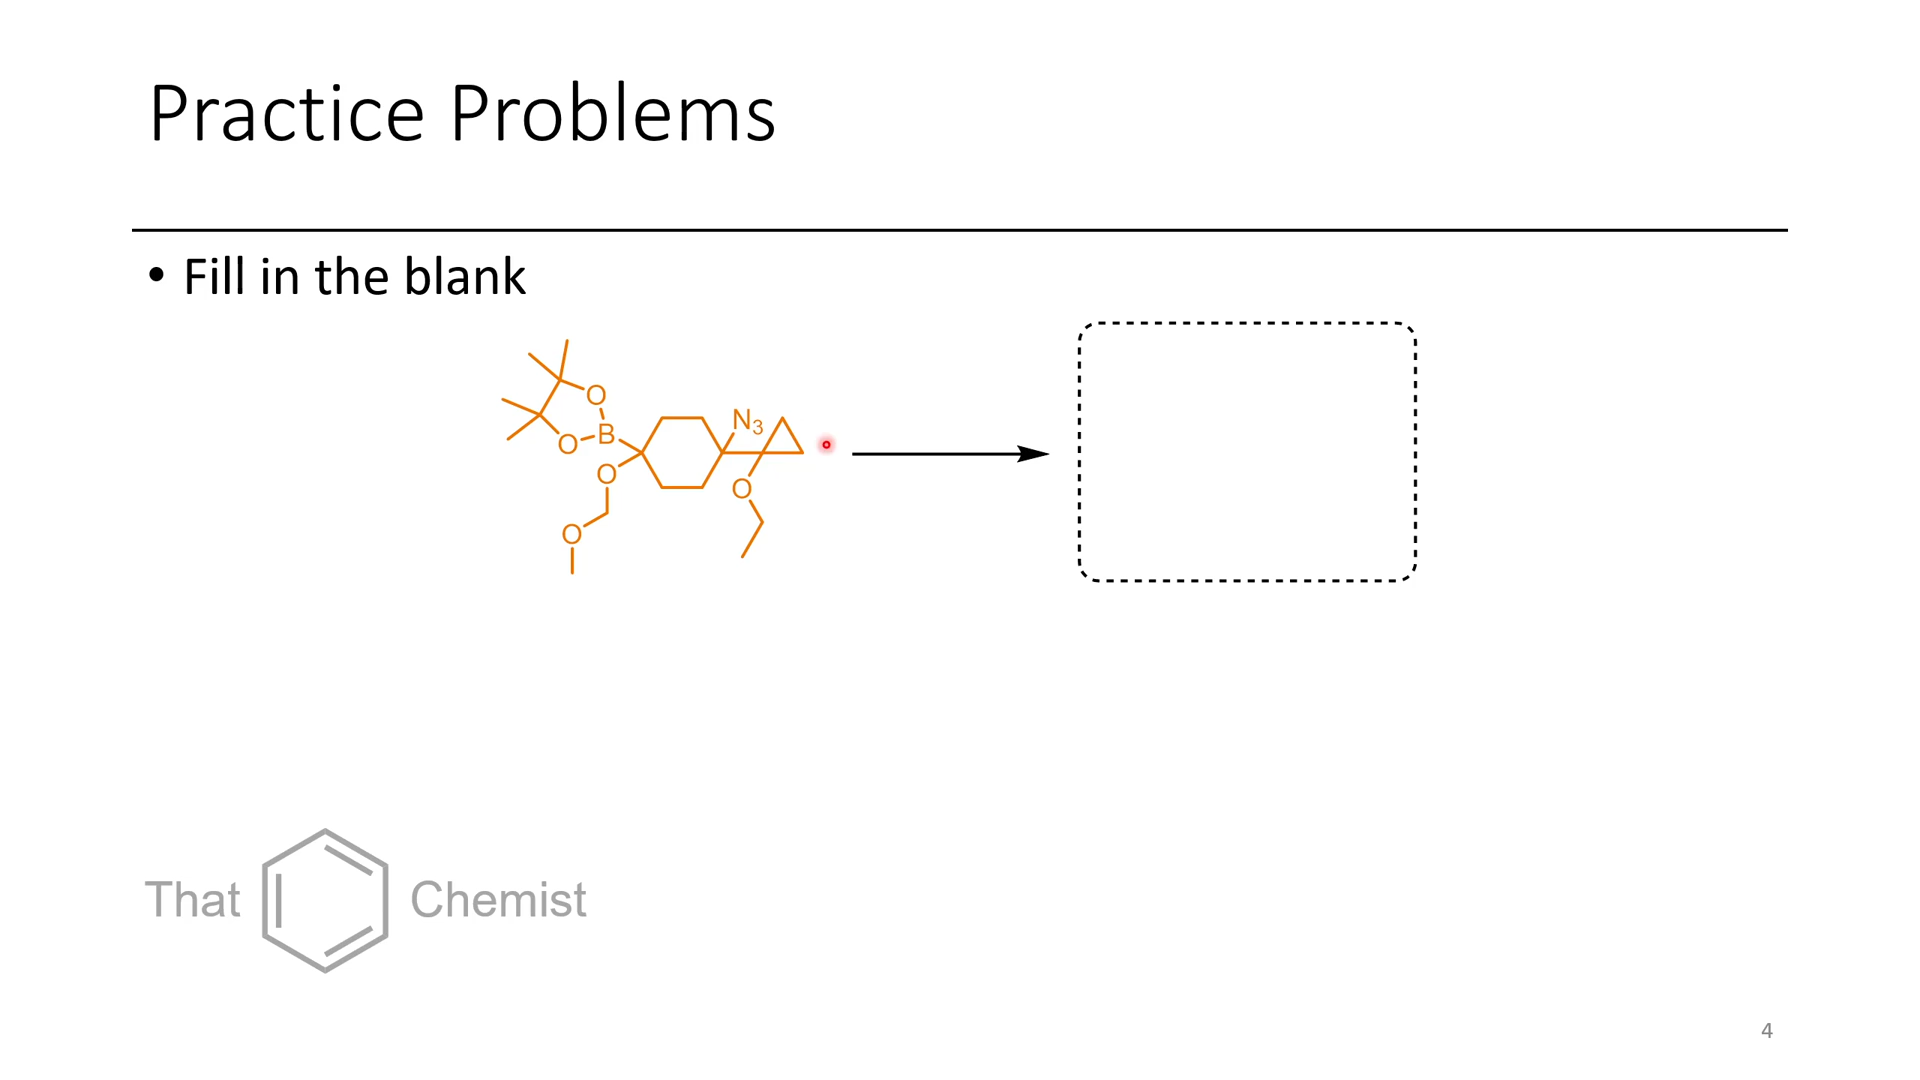 Practice Problems
• Fill in the blank
O
B
O
N3
O
O
O
That Chemist
4